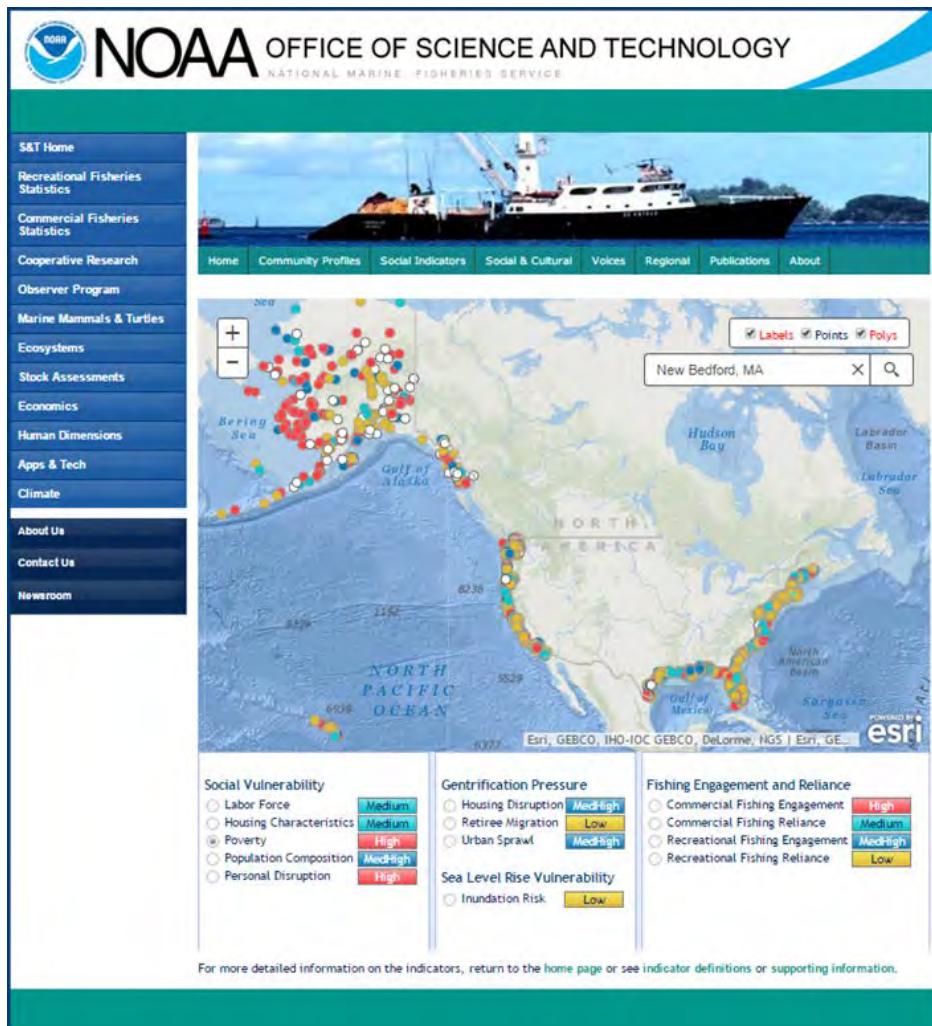 NOAA
NOAA OFFICE OF SCIENCE AND TECHNOLOGY
NATIONAL MARINE FISHERIES SERVICE
S&T Home
Recreational Fisheries
Statistics
Commercial Fisheries
Statistics
Cooperative Research
Observer Program
Marine Mammals & Turtles
Ecosystems
Stock Assessments
Economics
Human Dimensions
Apps & Tech
Climate
About Us
Contact Us
Newsroom
Home Community Profiles Social Indicators Social & Cultural Voices Regional Publications About
Sea
+
−
Labels Points Polys
New Bedford, MA X
Bering
Sea
Gulf of
Alaska
Hudson
Bay
Labrador
Basin
Labrador
Sea
NORTH
AMERICA
6236
1192
5529
6938
6377
NORTH
PACIFIC
OCEAN
Gulf of
Mexico
North
American
Basin
Sargasso
Sea
POWERED BY
esri
Esri, GEBCO, IHO-IOC GEBCO, DeLorme, NGS | Esri, GE...
Social Vulnerability
Labor Force Medium
Housing Characteristics Medium
Poverty High
Population Composition MedHigh
Personal Disruption High
Gentrification Pressure
Housing Disruption MedHigh
Retiree Migration Low
Urban Sprawl MedHigh
Sea Level Rise Vulnerability
Inundation Risk Low
Fishing Engagement and Reliance
Commercial Fishing Engagement High
Commercial Fishing Reliance Medium
Recreational Fishing Engagement MedHigh
Recreational Fishing Reliance Low
For more detailed information on the indicators, return to the home page or see indicator definitions or supporting information.